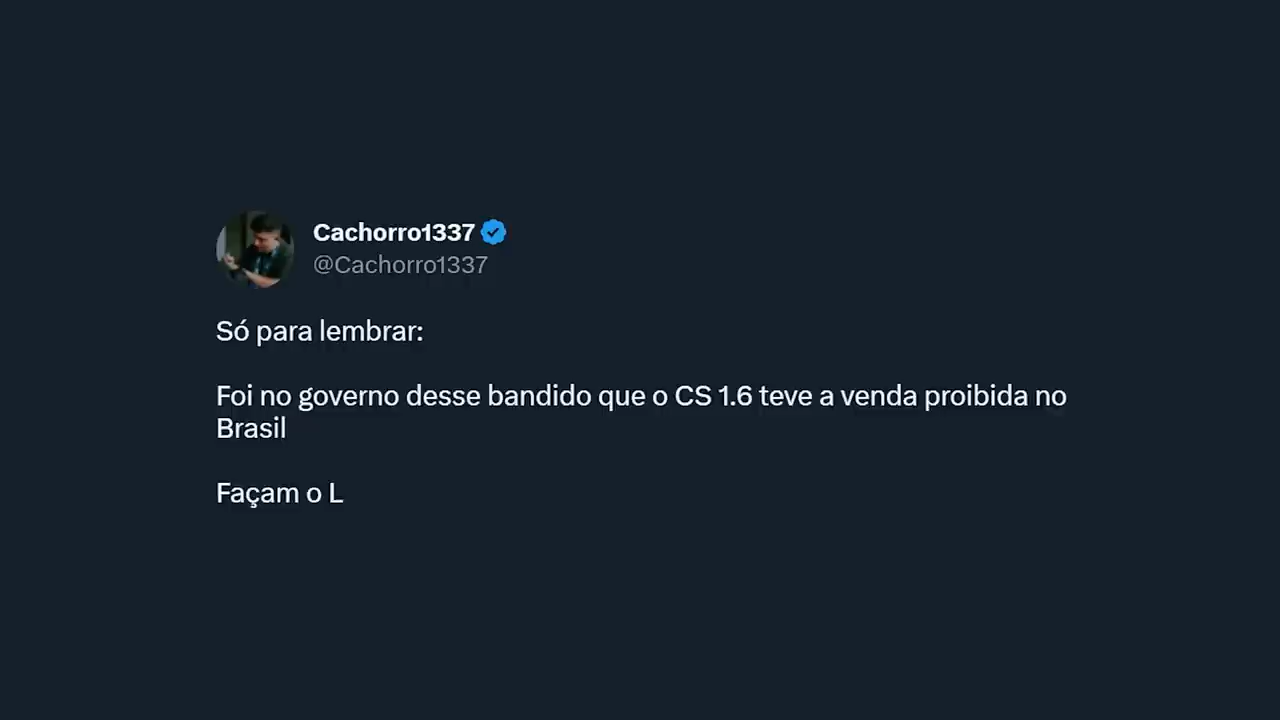 Cachorro1337
@Cachorro1337
Só para lembrar:
Foi no governo desse bandido que o CS 1.6 teve a venda proibida no
Brasil
Façam o L